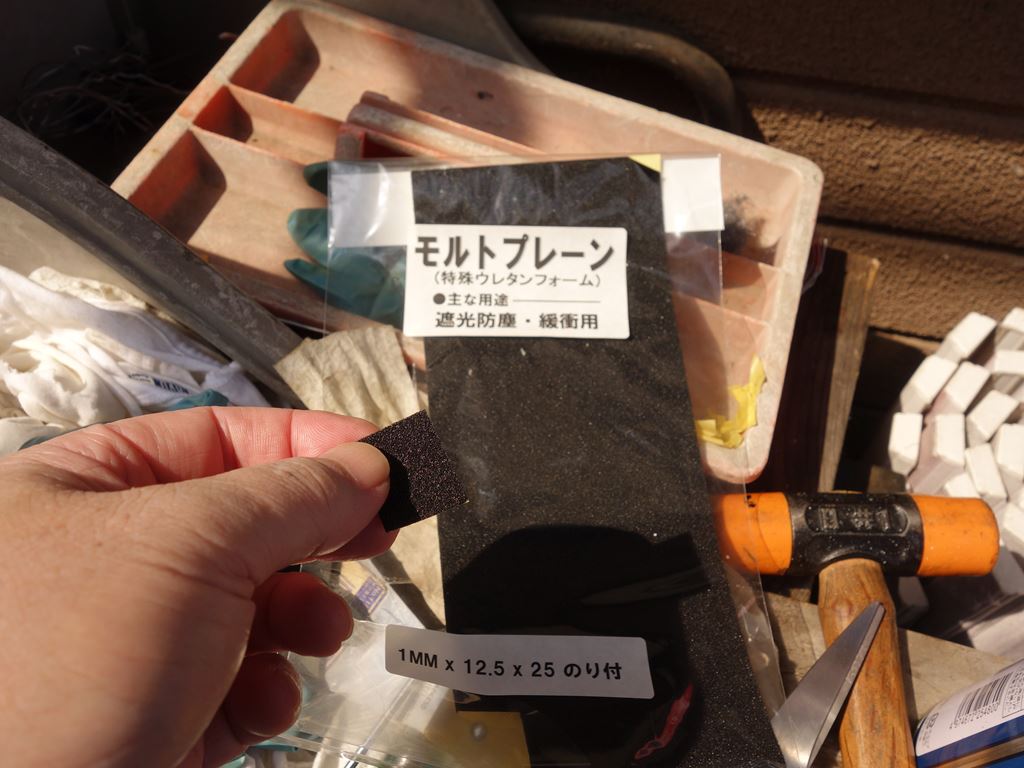 モルトプレーン
(特殊ウレタンフォーム)
●主な用途
遮光防塵・緩衝用
1MM x 12.5 x 25 のり付